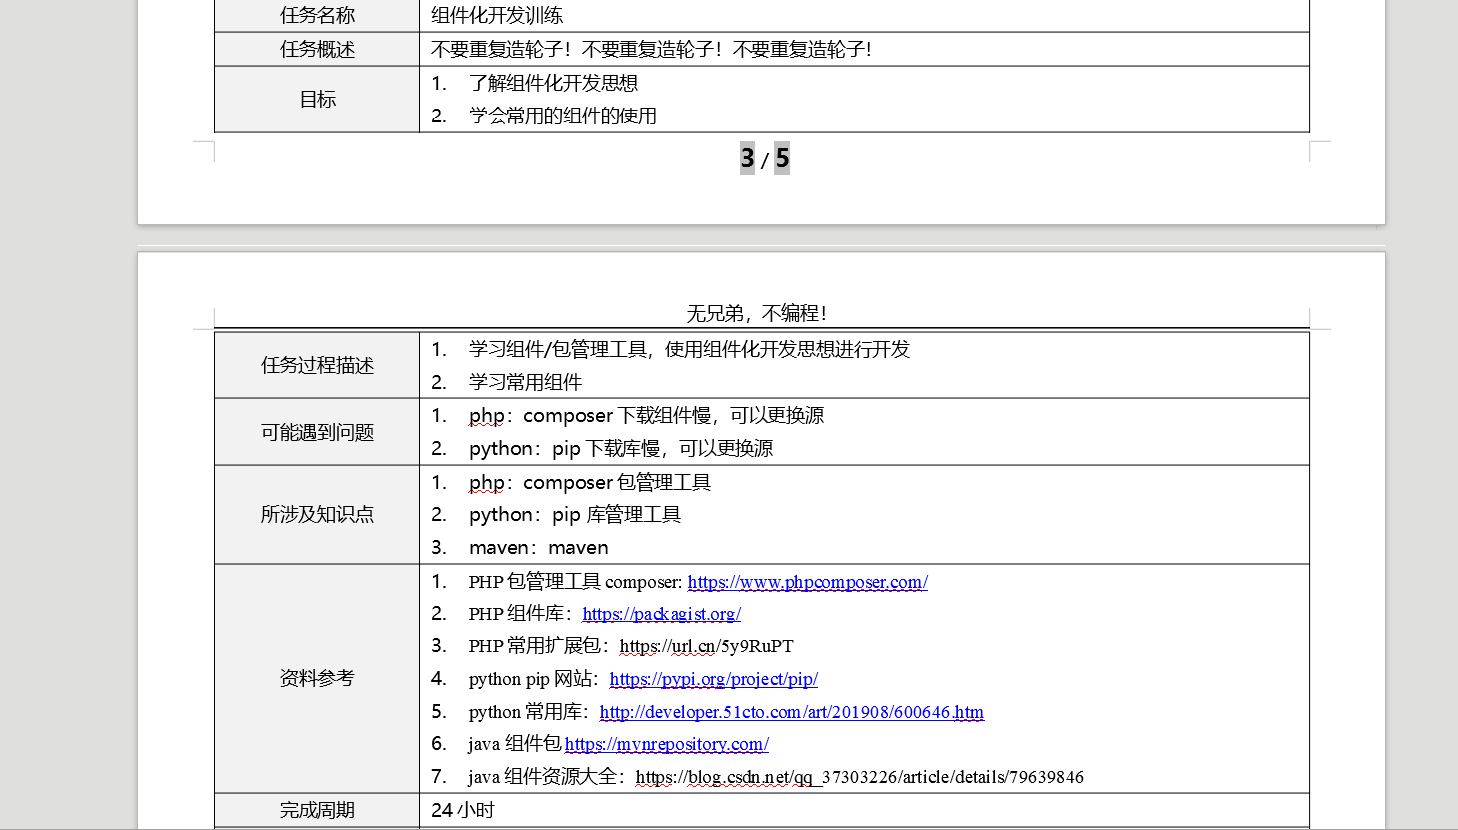 任务名称 组件化开发训练
任务概述 不要重复造轮子！不要重复造轮子！不要重复造轮子！
目标
1. 了解组件化开发思想
2. 学会常用的组件的使用
3 / 5
无兄弟，不编程！
任务过程描述
1. 学习组件/包管理工具，使用组件化开发思想进行开发
2. 学习常用组件
可能遇到问题
1. php：composer 下载组件慢，可以更换源
2. python：pip 下载库慢，可以更换源
所涉及知识点
1. php：composer 包管理工具
2. python：pip 库管理工具
3. maven：maven
资料参考
1. PHP 包管理工具 composer: https://www.phpcomposer.com/
2. PHP 组件库：https://packagist.org/
3. PHP 常用扩展包：https://url.cn/5y9RuPT
4. python pip 网站：https://pypi.org/project/pip/
5. python 常用库：http://developer.51cto.com/art/201908/600646.htm
6. java 组件包 https://mvnrepository.com/
7. java 组件资源大全：https://blog.csdn.net/qq_37303226/article/details/79639846
完成周期 24 小时